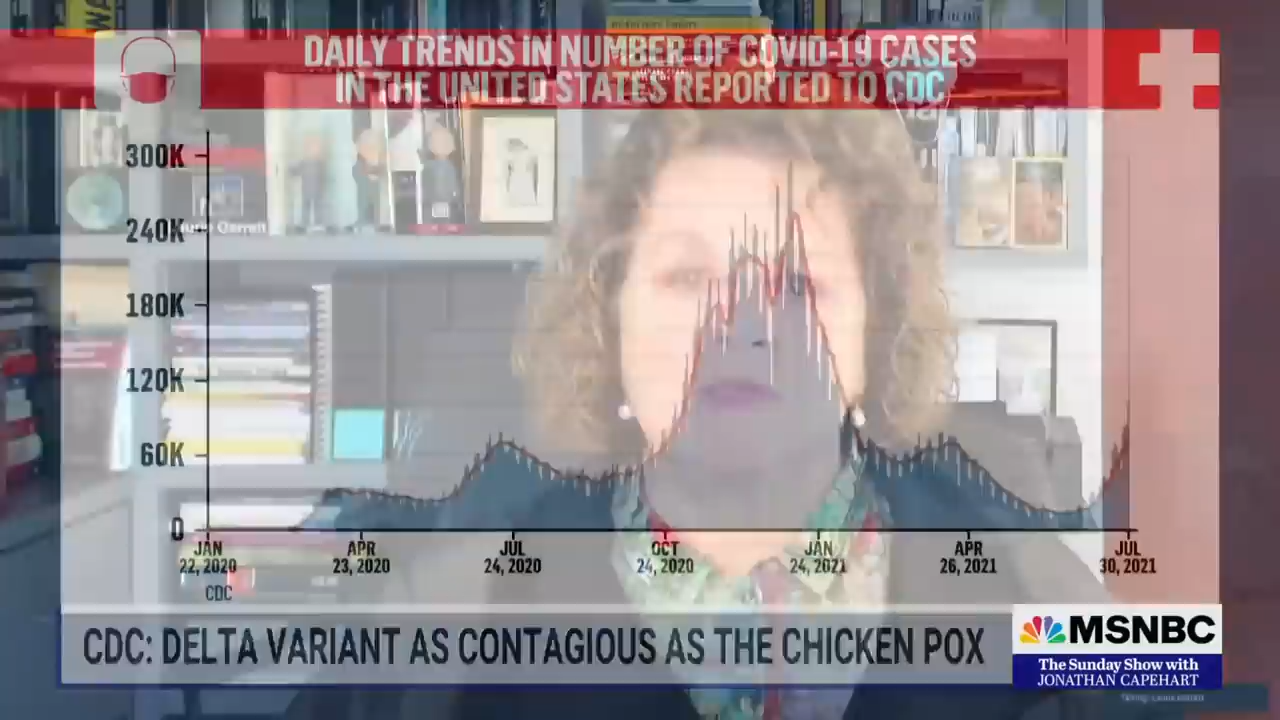 DAILY TRENDS IN NUMBER OF COVID-19 CASES
IN THE UNITED STATES REPORTED TO CDC
300K
240K
180K
120K
60K
0
JAN
22, 2020
APR
23, 2020
JUL
24, 2020
OCT
24, 2020
JAN
24, 2021
APR
26, 2021
JUL
30, 2021
CDC
CDC: DELTA VARIANT AS CONTAGIOUS AS THE CHICKEN POX
MSNBC
The Sunday Show with
JONATHAN CAPEHART